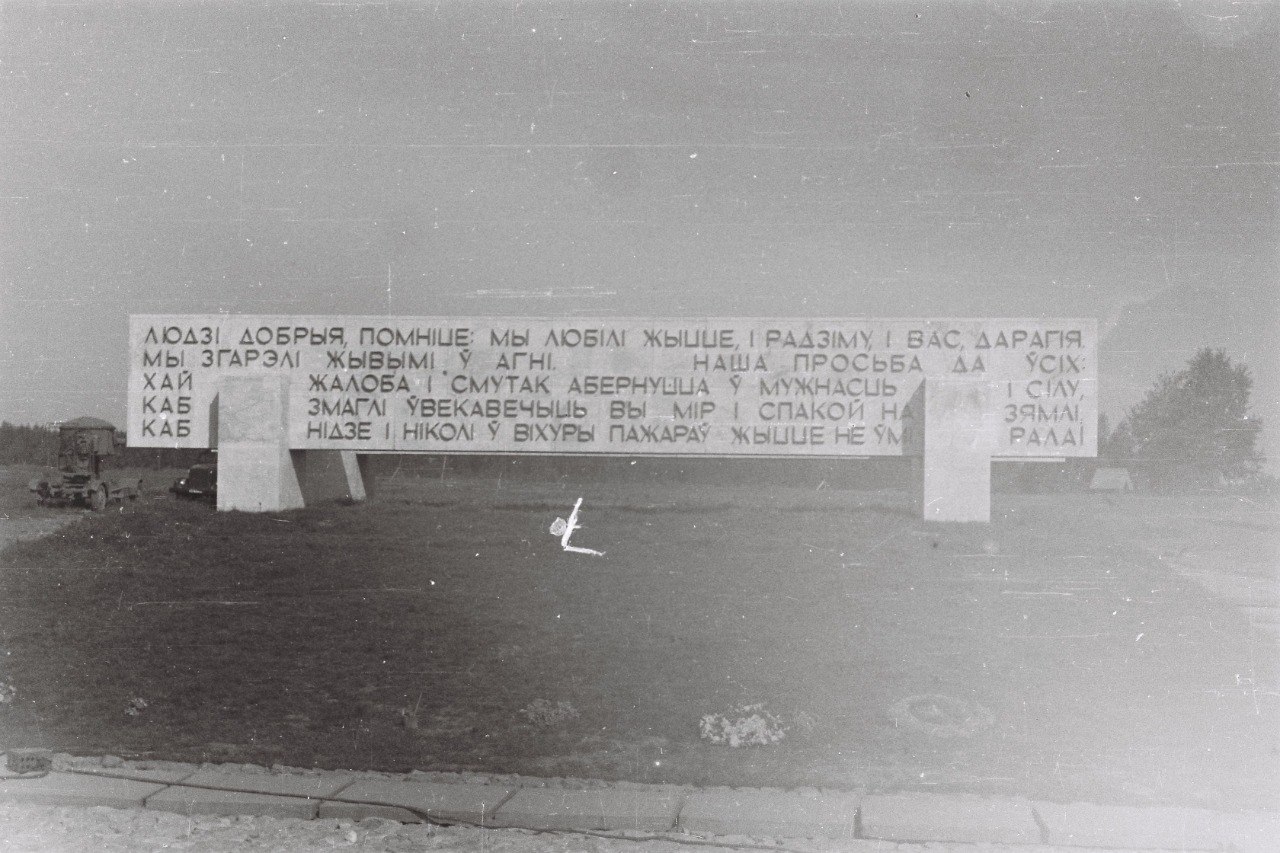 ЛЮДЗІ ДОБРЫЯ, ПОМНІЦЕ: МЫ ЛЮБІЛІ ЖЫЦЦЕ, І РАДЗІМУ, І ВАС, ДАРАГІЯ.
МЫ ЗГАРЭЛІ ЖЫВЫМІ Ў АГНІ. НАША ПРОСЬБА ДА ЎСІХ:
ХАЙ ЖАЛОБА І СМУТАК АБЕРНУЦЦА Ў МУЖНАСЦЬ І СІЛУ,
КАБ ЗМАГЛІ ЎВЕКАВЕЧЫЦЬ ВЫ МІР І СПАКОЙ НА ЗЯМЛІ,
КАБ НІДЗЕ І НІКОЛІ Ў ВІХУРЫ ПАЖАРАЎ ЖЫЦЦЕ НЕ ЎМІ РАЛАІ